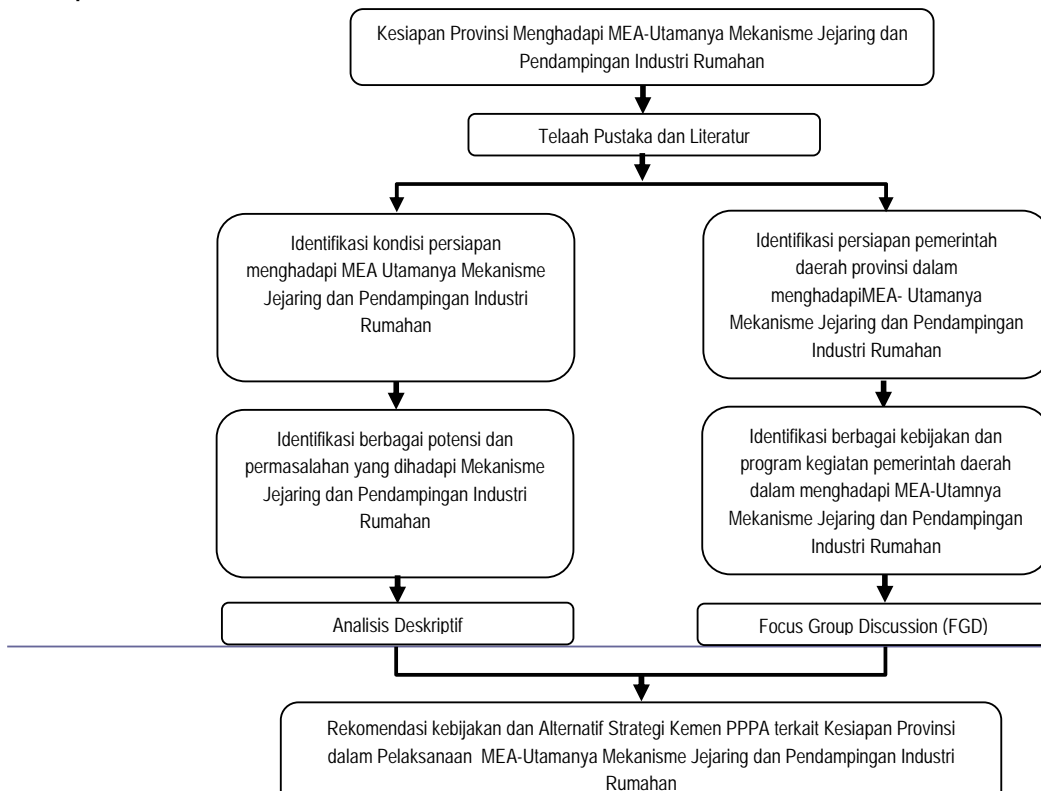 Kesiapan Provinsi Menghadapi MEA-Utamanya Mekanisme Jejaring dan
Pendampingan Industri Rumahan
Telaah Pustaka dan Literatur
Identifikasi kondisi persiapan
menghadapi MEA Utamanya Mekanisme
Jejaring dan Pendampingan Industri
Rumahan
Identifikasi persiapan pemerintah
daerah provinsi dalam
menghadapiMEA- Utamanya
Mekanisme Jejaring dan Pendampingan
Industri Rumahan
Identifikasi berbagai potensi dan
permasalahan yang dihadapi Mekanisme
Jejaring dan Pendampingan Industri
Rumahan
Identifikasi berbagai kebijakan dan
program kegiatan pemerintah daerah
dalam menghadapi MEA-Utamnya
Mekanisme Jejaring dan Pendampingan
Industri Rumahan
Analisis Deskriptif
Focus Group Discussion (FGD)
Rekomendasi kebijakan dan Alternatif Strategi Kemen PPPA terkait Kesiapan Provinsi
dalam Pelaksanaan MEA-Utamanya Mekanisme Jejaring dan Pendampingan Industri
Rumahan